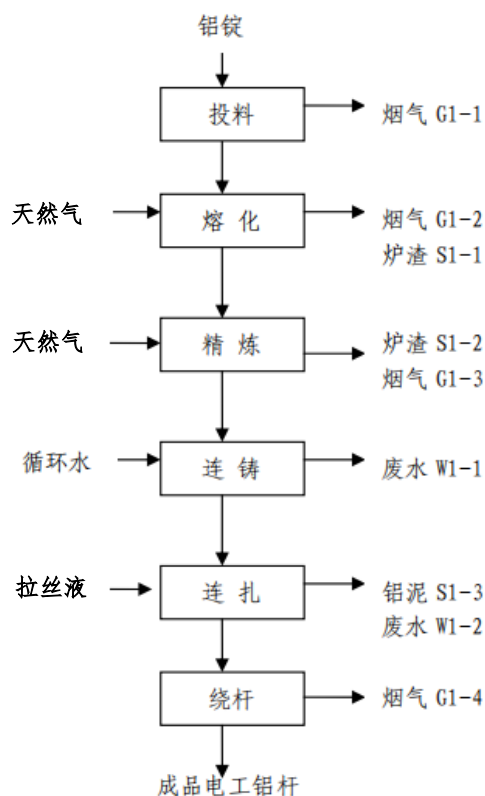 铝锭
投料
烟气 G1-1
天然气
熔 化
烟气 G1-2
炉渣 S1-1
天然气
精 炼
炉渣 S1-2
烟气 G1-3
循环水
连 铸
废水 W1-1
拉丝液
连 扎
铝泥 S1-3
废水 W1-2
绕杆
烟气 G1-4
成品电工铝杆